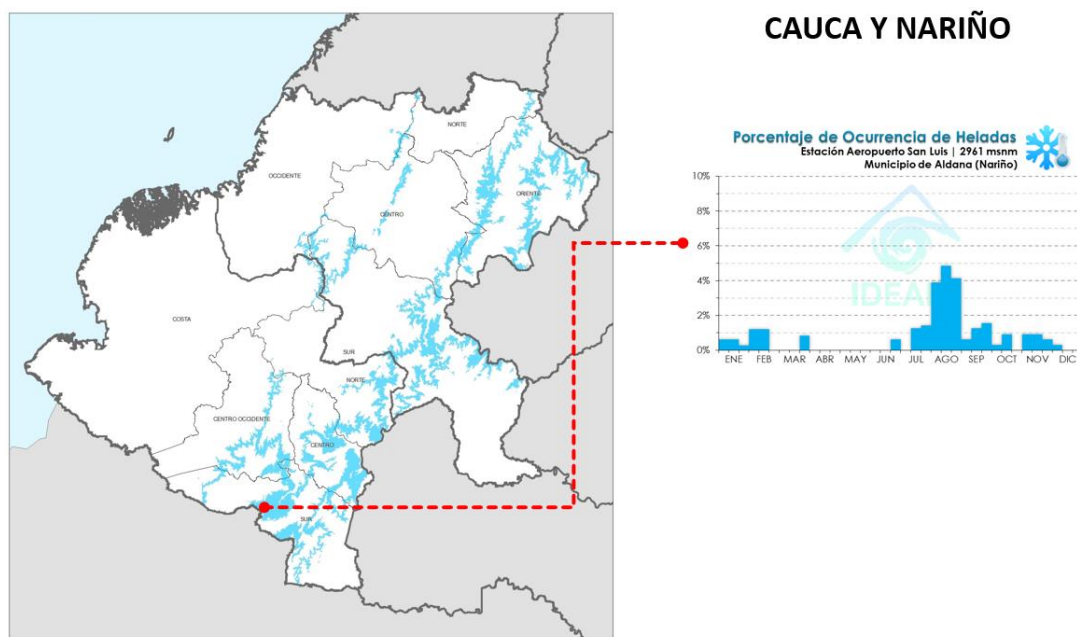 CAUCA Y NARIÑO
NORTE
OCCIDENTE
ORIENTE
CENTRO
COSTA
SUR
NORTE
CENTRO OCCIDENTE
CENTRO
SUR
Porcentaje de Ocurrencia de Heladas
Estación Aeropuerto San Luis | 2961 msnm
Municipio de Aldana (Nariño)
10%
8%
6%
4%
2%
0%
IDEAM
ENE FEB MAR ABR MAY JUN JUL AGO SEP OCT NOV DIC